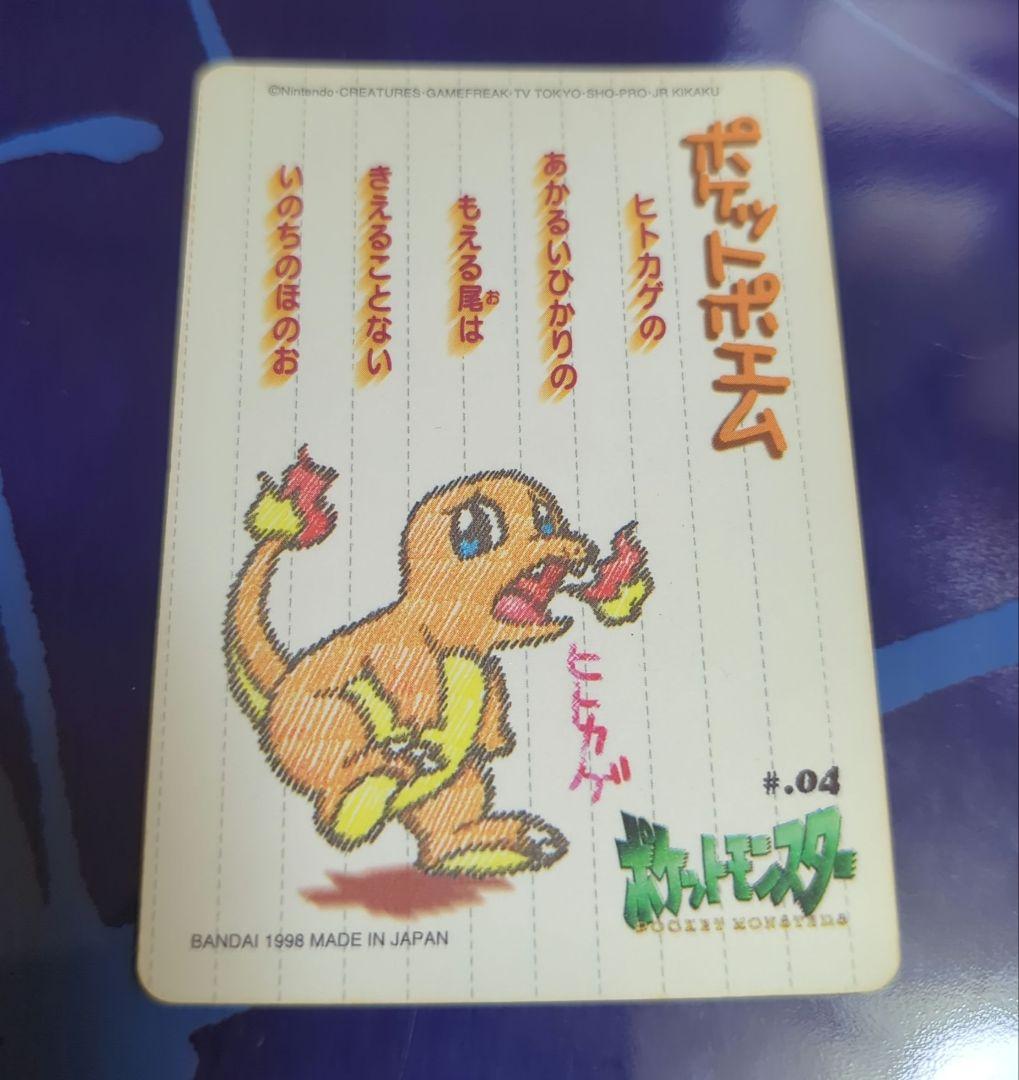 ©Nintendo·CREATURES·GAMEFREAK·TV TOKYO·SHO-PRO·JR KIKAKU
ポケットポエム
ヒトカゲの
あかるいひかりの
もえる尾は
お
きえることない
いのちのほのお
ヒトカゲ
#.04
ポケットモンスター
POCKET MONSTERS
BANDAI 1998 MADE IN JAPAN